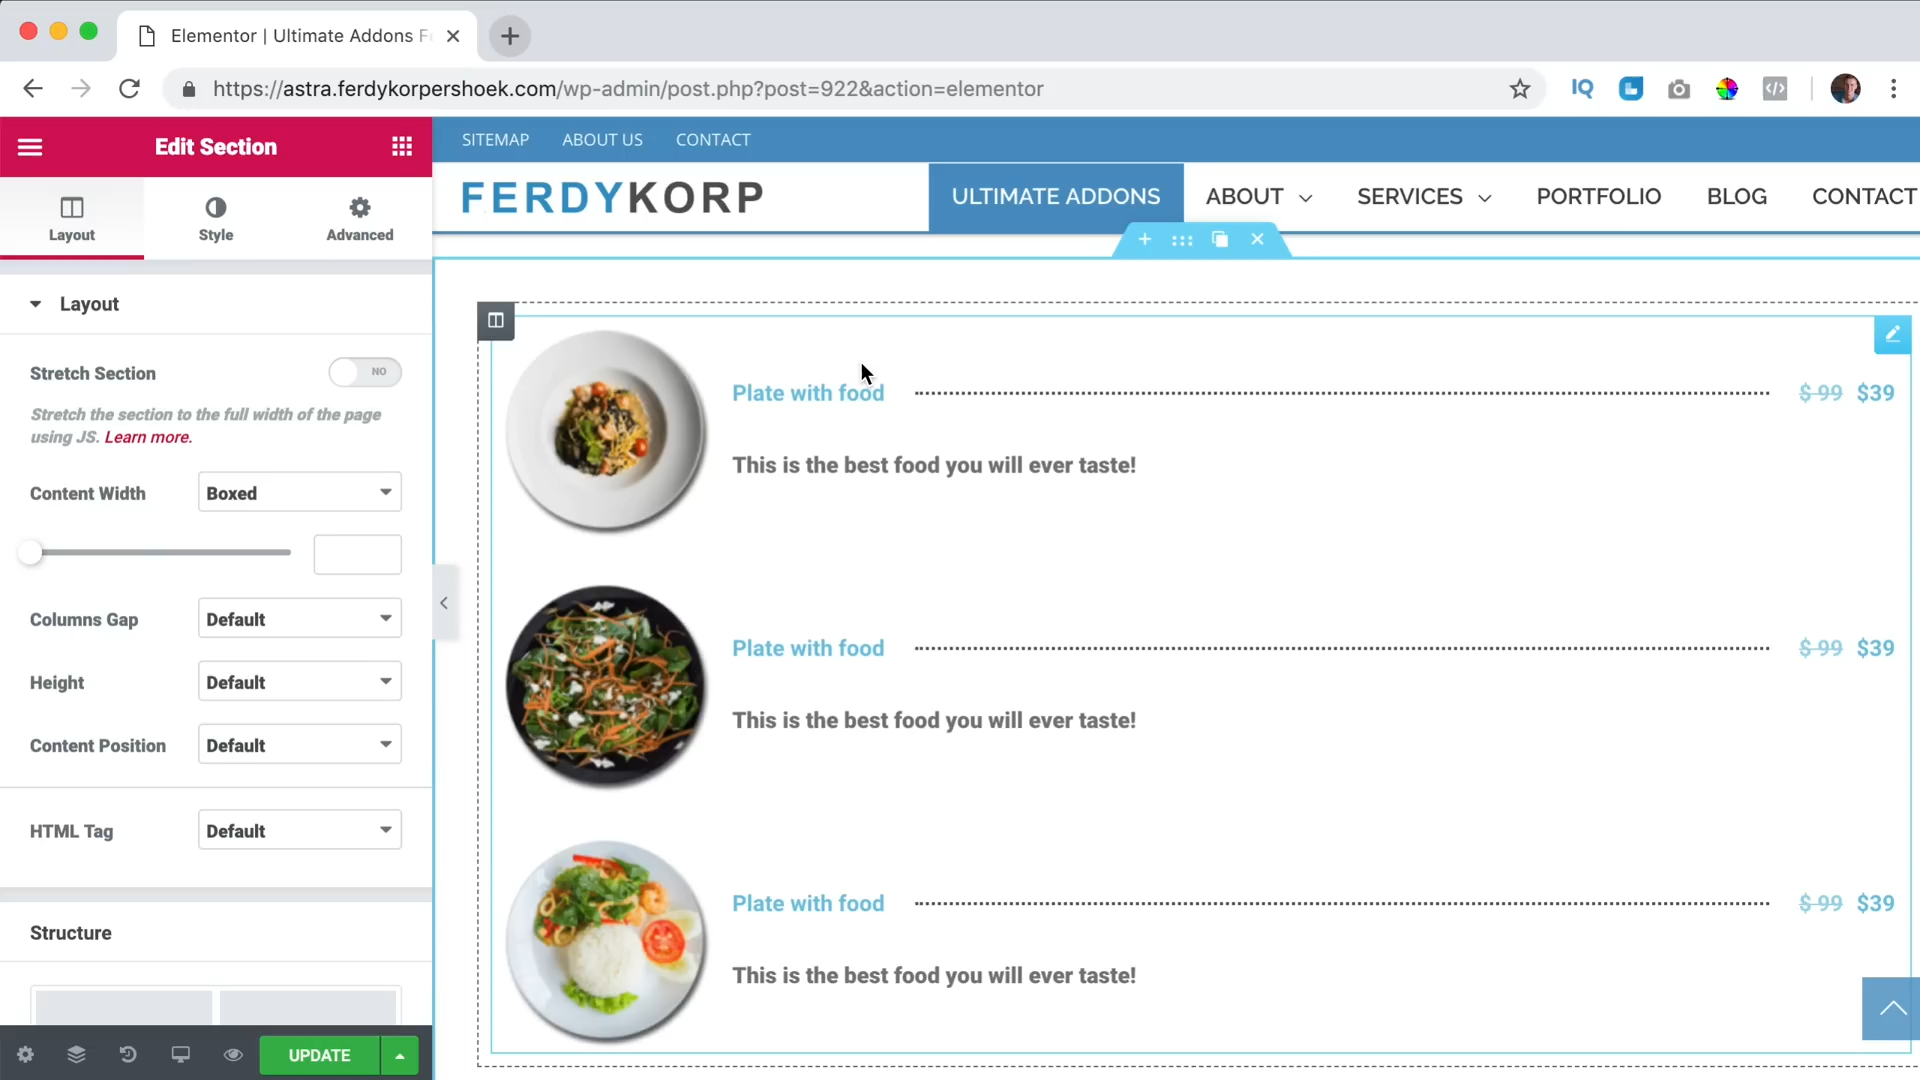 Elementor | Ultimate Addons F
https://astra.ferdykorpershoek.com/wp-admin/post.php?post=922&action=elementor
IQ
Edit Section
Layout
Style
Advanced
Layout
Stretch Section
NO
Stretch the section to the full width of the page
using JS. Learn more.
Content Width
Boxed
Columns Gap
Default
Height
Default
Content Position
Default
HTML Tag
Default
Structure
UPDATE
SITEMAP
ABOUT US
CONTACT
FERDYKORP
ULTIMATE ADDONS
ABOUT
SERVICES
PORTFOLIO
BLOG
CONTACT
Plate with food
$ 99 $39
This is the best food you will ever taste!
Plate with food
$ 99 $39
This is the best food you will ever taste!
Plate with food
$ 99 $39
This is the best food you will ever taste!